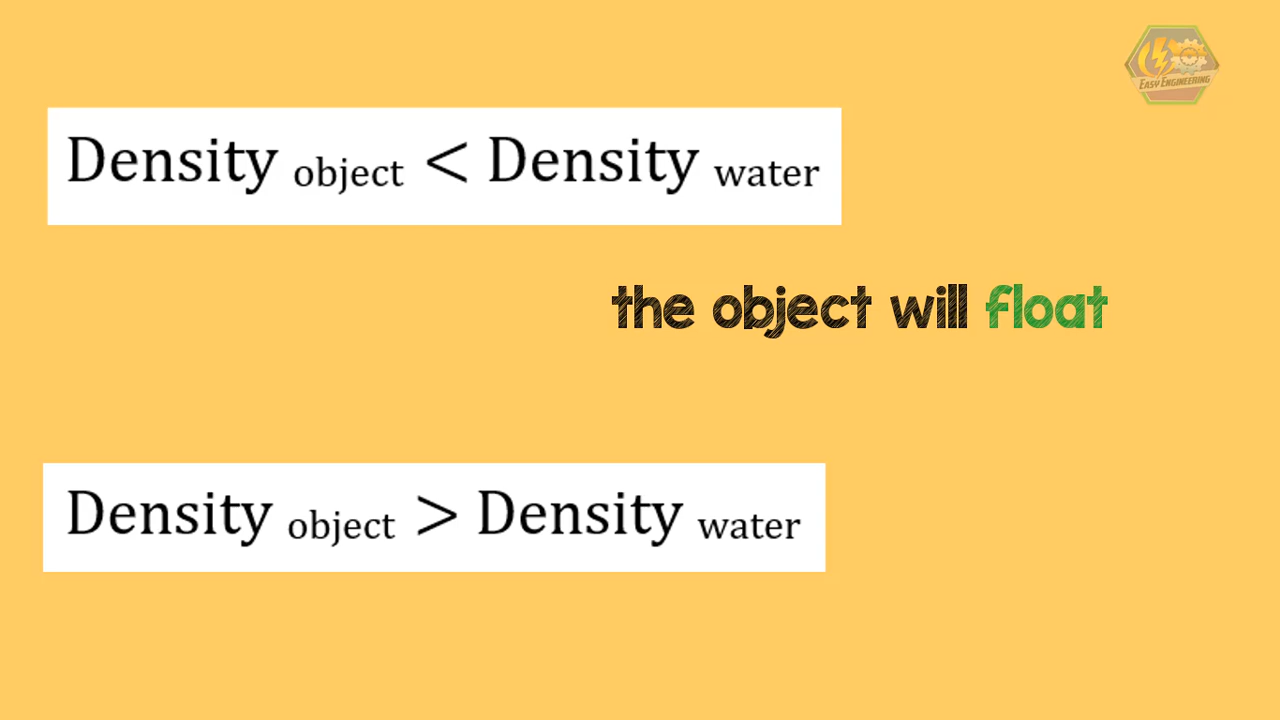 EASY ENGINEERING
Density object < Density water
the object will float
Density object > Density water